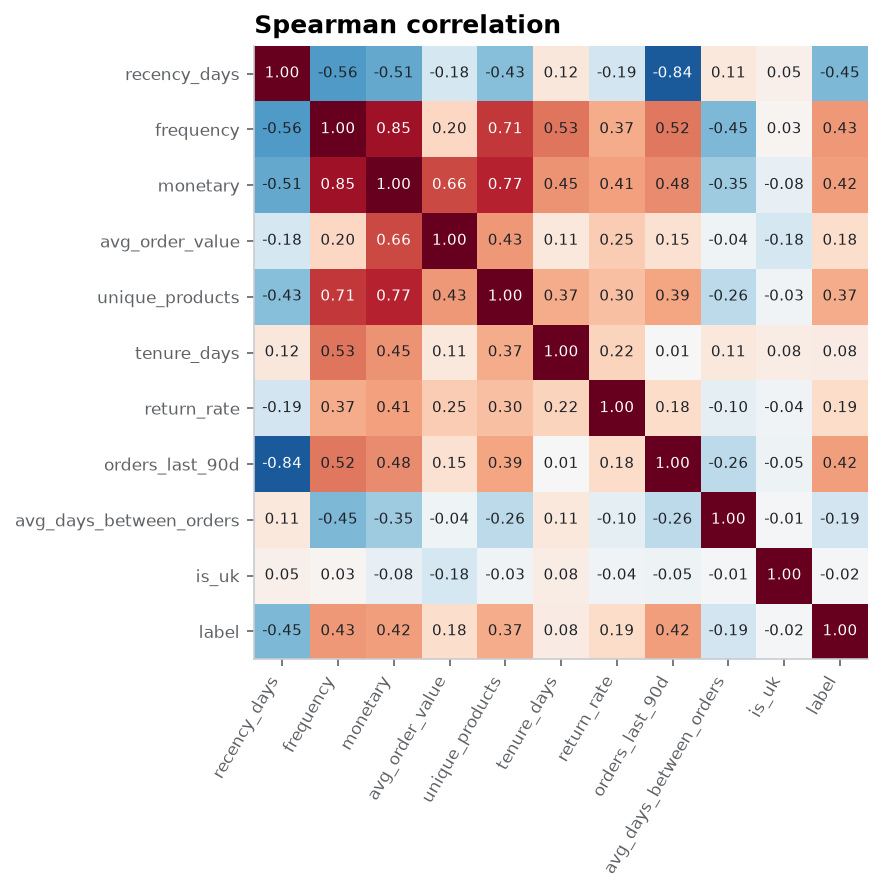 Spearman correlation
recency_days 1.00 -0.56 -0.51 -0.18 -0.43 0.12 -0.19 -0.84 0.11 0.05 -0.45
frequency -0.56 1.00 0.85 0.20 0.71 0.53 0.37 0.52 -0.45 0.03 0.43
monetary -0.51 0.85 1.00 0.66 0.77 0.45 0.41 0.48 -0.35 -0.08 0.42
avg_order_value -0.18 0.20 0.66 1.00 0.43 0.11 0.25 0.15 -0.04 -0.18 0.18
unique_products -0.43 0.71 0.77 0.43 1.00 0.37 0.30 0.39 -0.26 -0.03 0.37
tenure_days 0.12 0.53 0.45 0.11 0.37 1.00 0.22 0.01 0.11 0.08 0.08
return_rate -0.19 0.37 0.41 0.25 0.30 0.22 1.00 0.18 -0.10 -0.04 0.19
orders_last_90d -0.84 0.52 0.48 0.15 0.39 0.01 0.18 1.00 -0.26 -0.05 0.42
avg_days_between_orders 0.11 -0.45 -0.35 -0.04 -0.26 0.11 -0.10 -0.26 1.00 -0.01 -0.19
is_uk 0.05 0.03 -0.08 -0.18 -0.03 0.08 -0.04 -0.05 -0.01 1.00 -0.02
label -0.45 0.43 0.42 0.18 0.37 0.08 0.19 0.42 -0.19 -0.02 1.00
recency_days frequency monetary avg_order_value unique_products tenure_days return_rate orders_last_90d avg_days_between_orders is_uk label